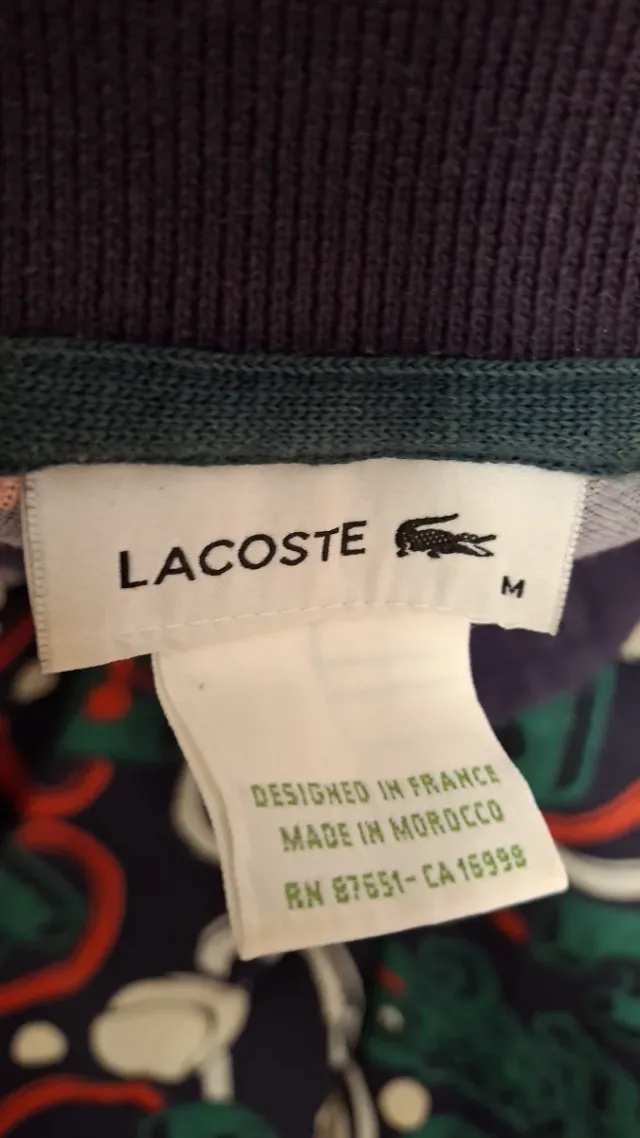 LACOSTE
M
DESIGNED IN FRANCE
MADE IN MOROCCO
RN 87651 - CA 16998